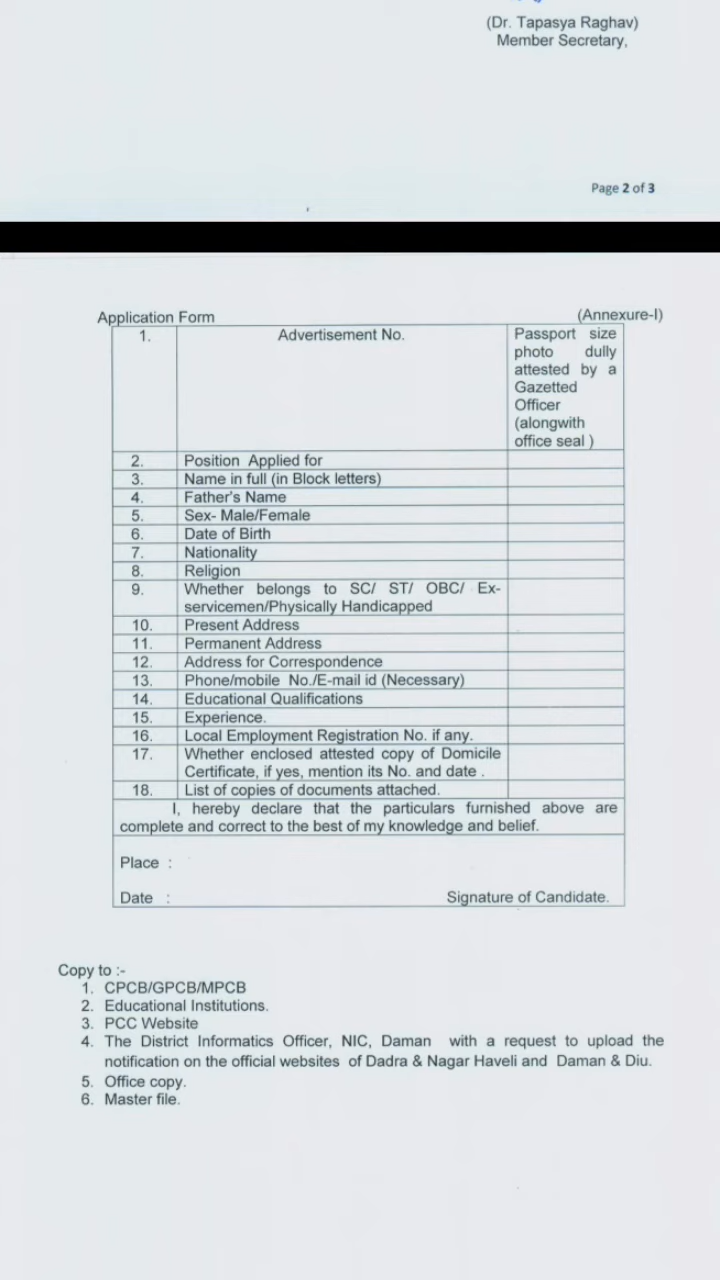 (Dr. Tapasya Raghav)
Member Secretary,
Page 2 of 3
Application Form
(Annexure-I)
1.
Advertisement No.
Passport size
photo dully
attested by a
Gazetted
Officer
(alongwith
office seal )
2. Position Applied for
3. Name in full (in Block letters)
4. Father's Name
5. Sex- Male/Female
6. Date of Birth
7. Nationality
8. Religion
9. Whether belongs to SC/ ST/ OBC/ Ex-
servicemen/Physically Handicapped
10. Present Address
11. Permanent Address
12. Address for Correspondence
13. Phone/mobile No./E-mail id (Necessary)
14. Educational Qualifications
15. Experience.
16. Local Employment Registration No. if any.
17. Whether enclosed attested copy of Domicile
Certificate, if yes, mention its No. and date .
18. List of copies of documents attached.
I, hereby declare that the particulars furnished above are
complete and correct to the best of my knowledge and belief.
Place :
Date : Signature of Candidate.
Copy to :-
1. CPCB/GPCB/MPCB
2. Educational Institutions.
3. PCC Website
4. The District Informatics Officer, NIC, Daman with a request to upload the
notification on the official websites of Dadra & Nagar Haveli and Daman & Diu.
5. Office copy.
6. Master file.